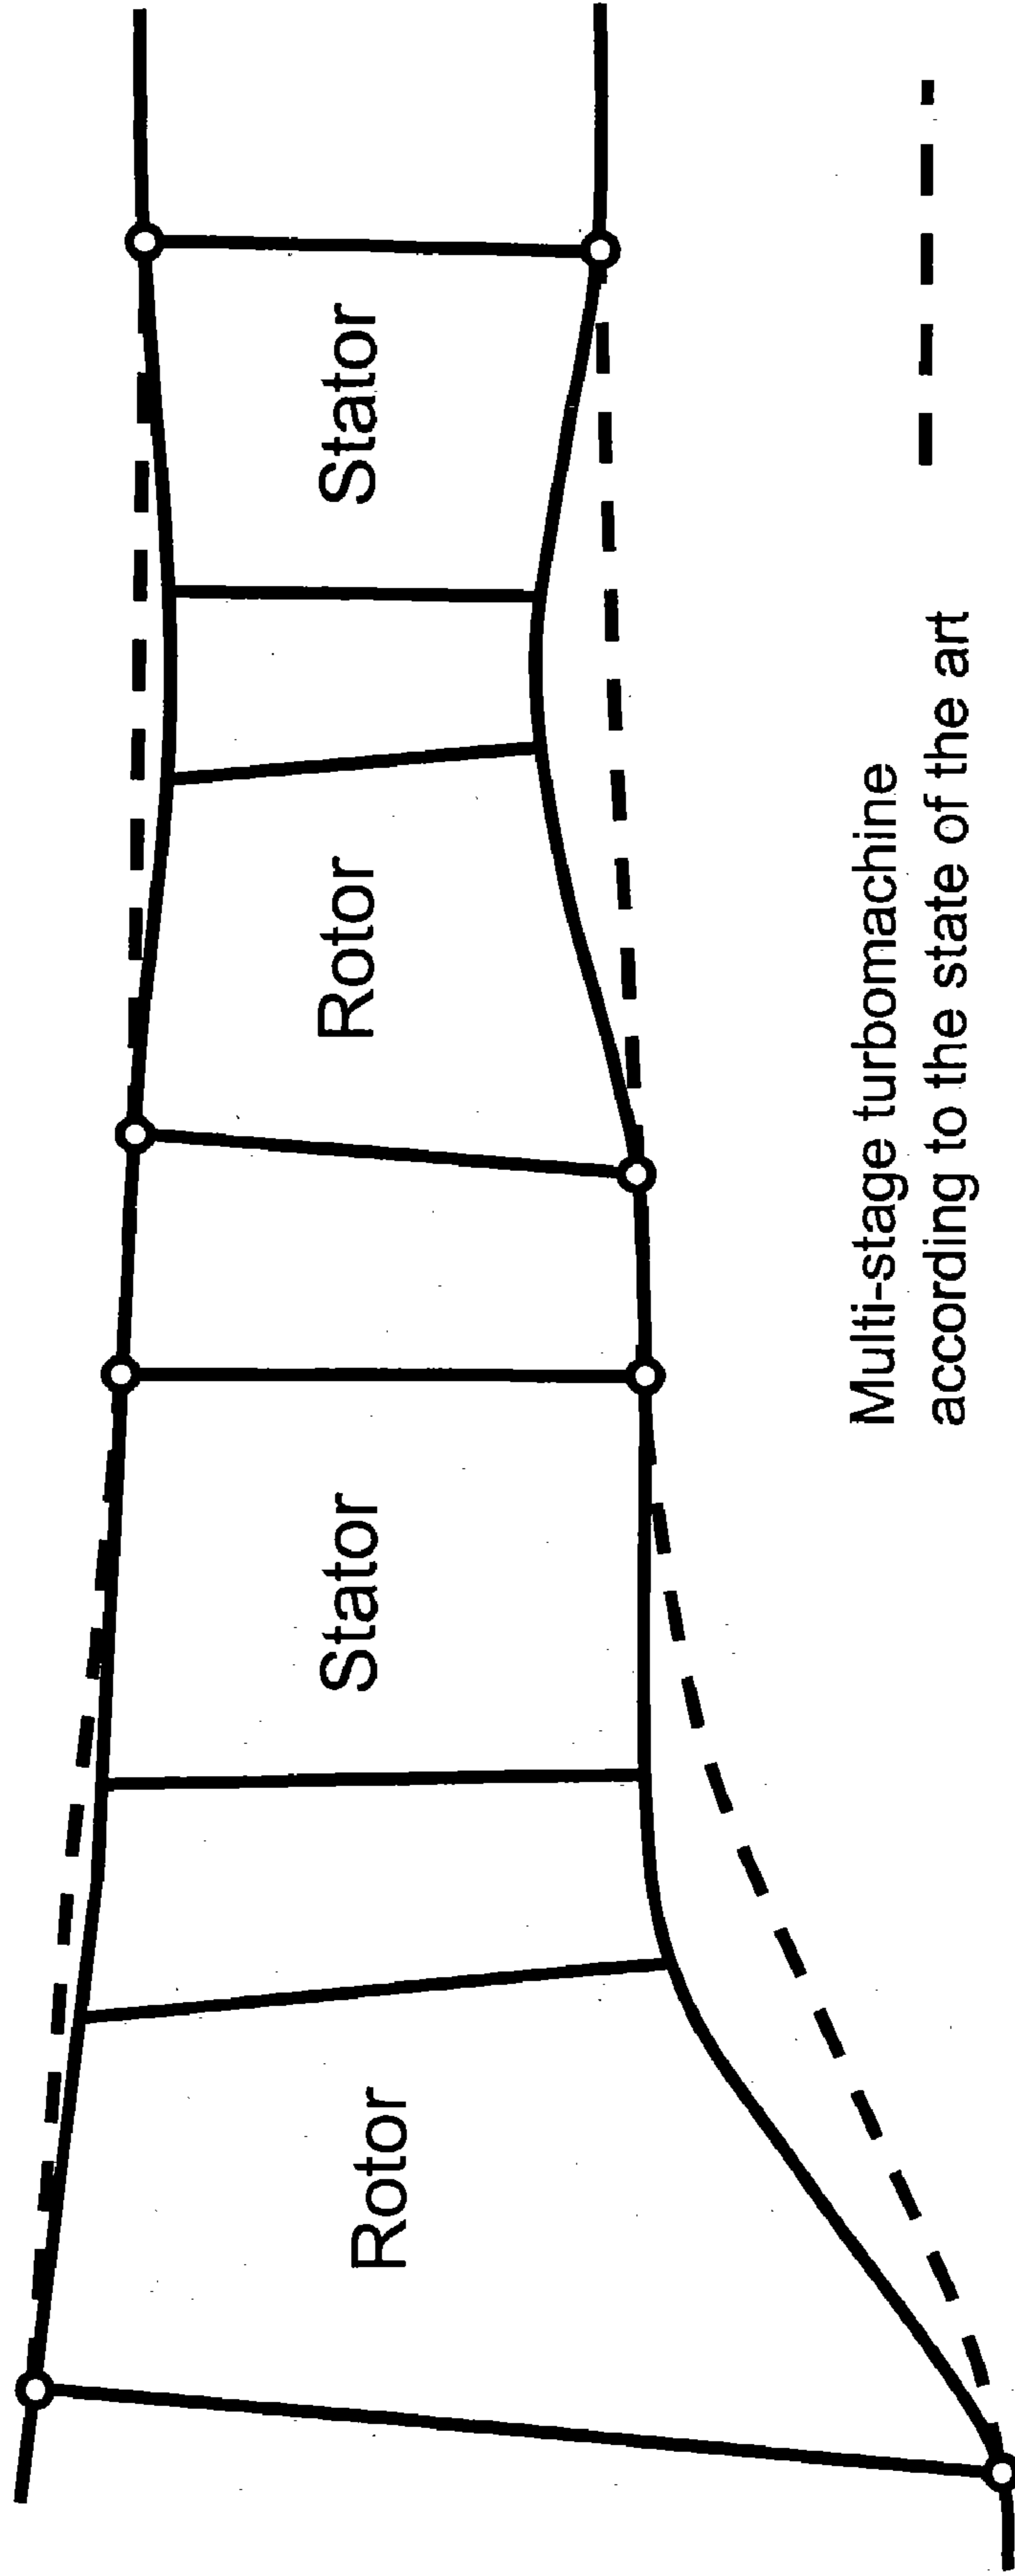 Rotor
Stator
Rotor
Stator
Multi-stage turbomachine
according to the state of the art